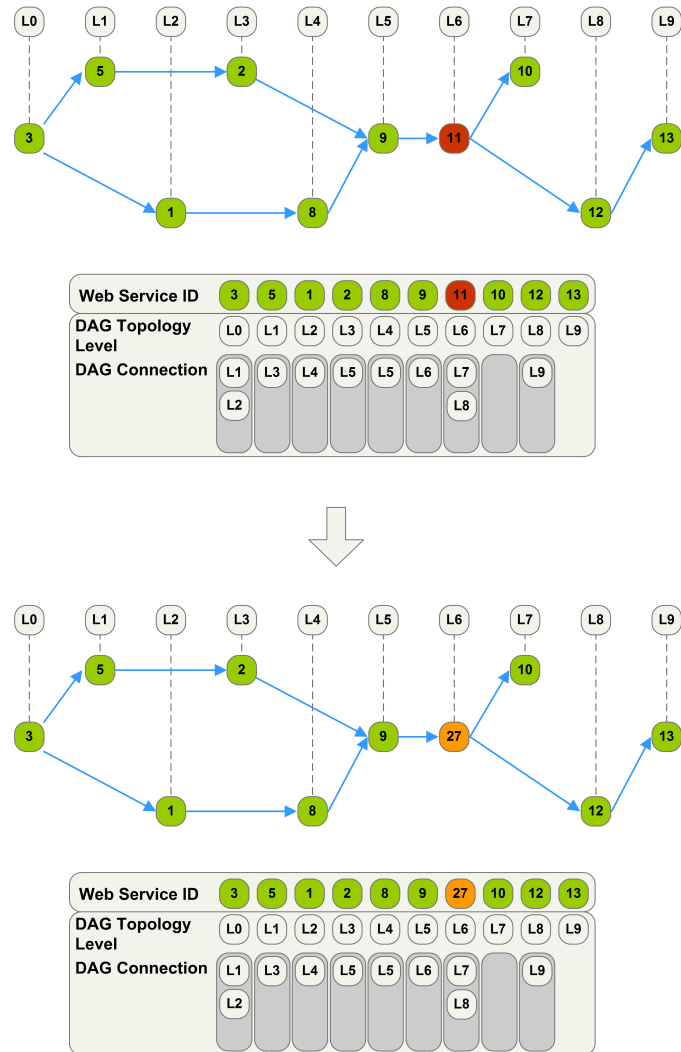 L0 L1 L2 L3 L4 L5 L6 L7 L8 L9
5 2 10
3 9 11 13
1 8 12
Web Service ID 3 5 1 2 8 9 11 10 12 13
DAG Topology
Level L0 L1 L2 L3 L4 L5 L6 L7 L8 L9
DAG Connection L1 L3 L4 L5 L5 L6 L7 L9
L2 L8
L0 L1 L2 L3 L4 L5 L6 L7 L8 L9
5 2 10
3 9 27 13
1 8 12
Web Service ID 3 5 1 2 8 9 27 10 12 13
DAG Topology
Level L0 L1 L2 L3 L4 L5 L6 L7 L8 L9
DAG Connection L1 L3 L4 L5 L5 L6 L7 L9
L2 L8